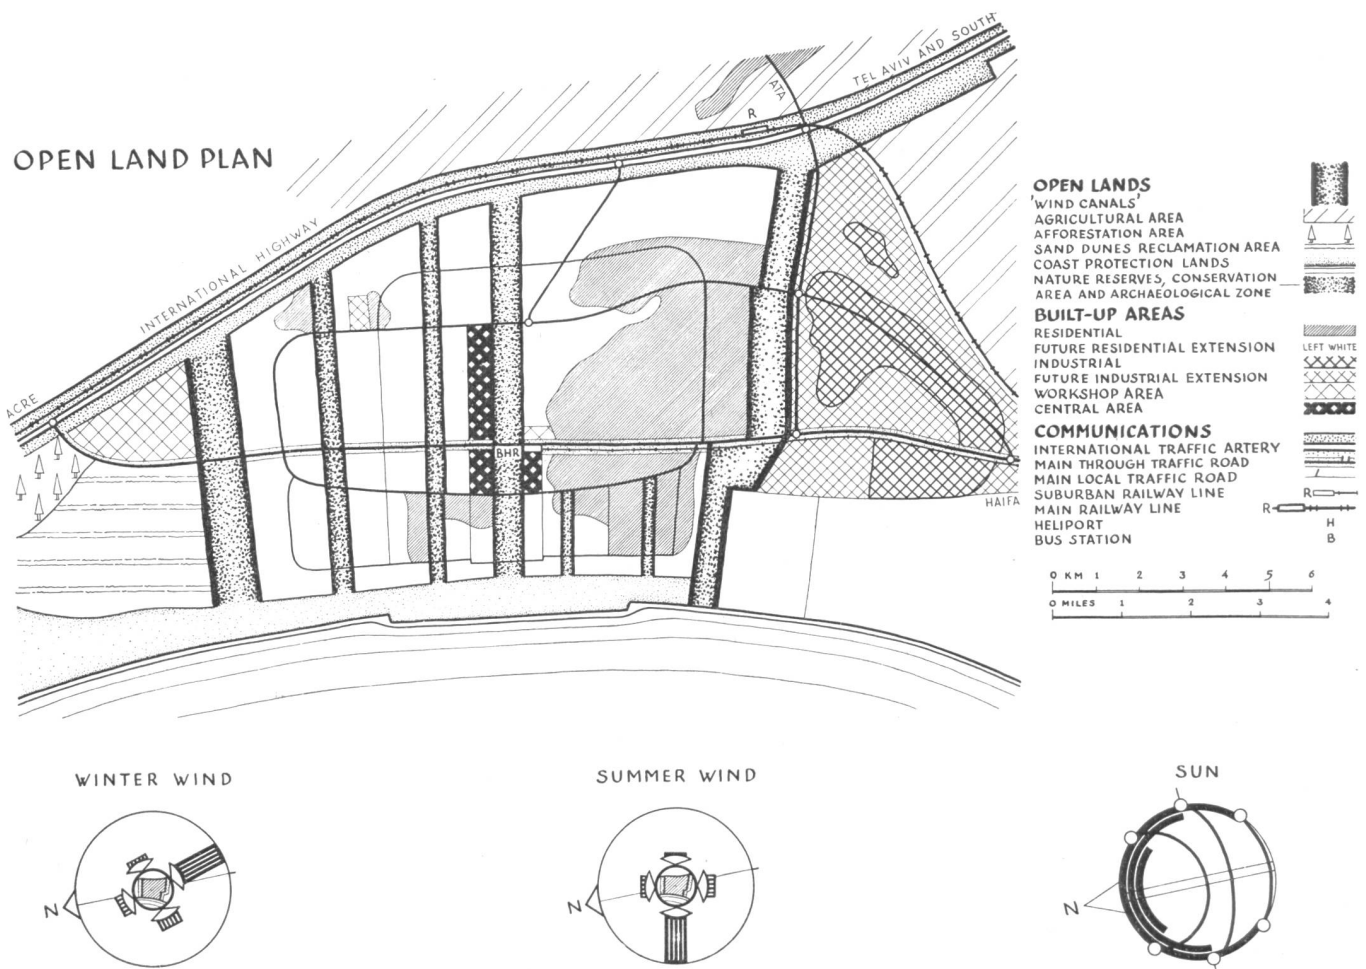 OPEN LAND PLAN
TEL AVIV AND SOUTH
ATA
R
INTERNATIONAL HIGHWAY
ACRE
BHR
HAIFA
OPEN LANDS
'WIND CANALS'
AGRICULTURAL AREA
AFFORESTATION AREA
SAND DUNES RECLAMATION AREA
COAST PROTECTION LANDS
NATURE RESERVES, CONSERVATION
AREA AND ARCHAEOLOGICAL ZONE
BUILT-UP AREAS
RESIDENTIAL
FUTURE RESIDENTIAL EXTENSION LEFT WHITE
INDUSTRIAL
FUTURE INDUSTRIAL EXTENSION
WORKSHOP AREA
CENTRAL AREA
COMMUNICATIONS
INTERNATIONAL TRAFFIC ARTERY
MAIN THROUGH TRAFFIC ROAD
MAIN LOCAL TRAFFIC ROAD
SUBURBAN RAILWAY LINE R
MAIN RAILWAY LINE R
HELIPORT H
BUS STATION B
0 KM 1 2 3 4 5 6
0 MILES 1 2 3 4
WINTER WIND
N
SUMMER WIND
N
SUN
N